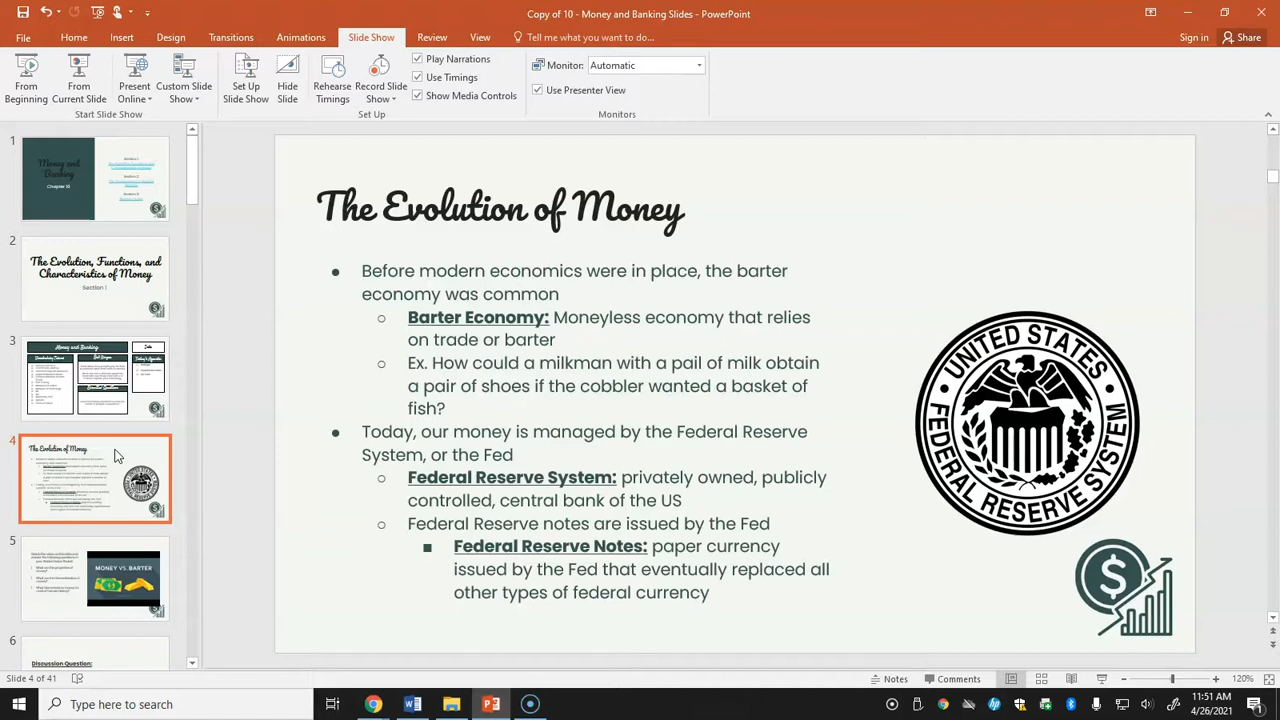 Copy of 10 - Money and Banking Slides - PowerPoint
File Home Insert Design Transitions Animations Slide Show Review View Tell me what you want to do... Sign in Share
From Beginning
From Current Slide
Present Online
Custom Slide Show
Start Slide Show
Set Up Slide Show
Hide Slide
Rehearse Timings
Record Slide Show
Play Narrations
Use Timings
Show Media Controls
Set Up
Monitor: Automatic
Use Presenter View
Monitors
1
Money and
Banking
Chapter 10
2
The Evolution, Functions, and
Characteristics of Money
Section 1
3
Money and Banking
4
The Evolution of Money
5
MONEY VS. BARTER
6
Discussion Question:
The Evolution of Money
● Before modern economics were in place, the barter
economy was common
○ Barter Economy: Moneyless economy that relies
on trade or barter
○ Ex. How could a milkman with a pail of milk obtain
a pair of shoes if the cobbler wanted a basket of
fish?
● Today, our money is managed by the Federal Reserve
System, or the Fed
○ Federal Reserve System: privately owned, publicly
controlled, central bank of the US
○ Federal Reserve notes are issued by the Fed
■ Federal Reserve Notes: paper currency
issued by the Fed that eventually replaced all
other types of federal currency
UNITED STATES
FEDERAL RESERVE SYSTEM
$
Slide 4 of 41
Notes Comments 120%
Type here to search
11:51 AM
4/26/2021